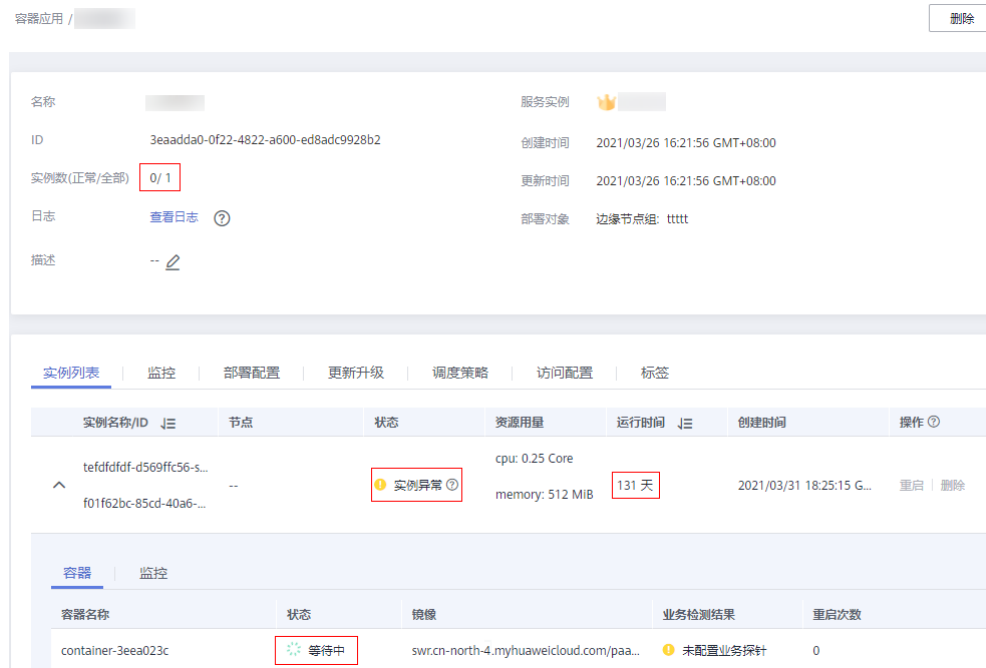 容器应用 /
删除
名称
服务实例
ID 3eaadda0-0f22-4822-a600-ed8adc9928b2
创建时间 2021/03/26 16:21:56 GMT+08:00
实例数(正常/全部) 0/ 1
更新时间 2021/03/26 16:21:56 GMT+08:00
日志 查看日志 ?
部署对象 边缘节点组: ttttt
描述 --
实例列表 监控 部署配置 更新升级 调度策略 访问配置 标签
实例名称/ID 节点 状态 资源用量 运行时间 创建时间 操作 ?
tefdfdfdf-d569ffc56-s...
f01f62bc-85cd-40a6-...
--
实例异常 ?
cpu: 0.25 Core
memory: 512 MiB
131 天
2021/03/31 18:25:15 G...
重启 删除
容器 监控
容器名称 状态 镜像 业务检测结果 重启次数
container-3eea023c 等待中 swr.cn-north-4.myhuaweicloud.com/paa... 未配置业务探针 0